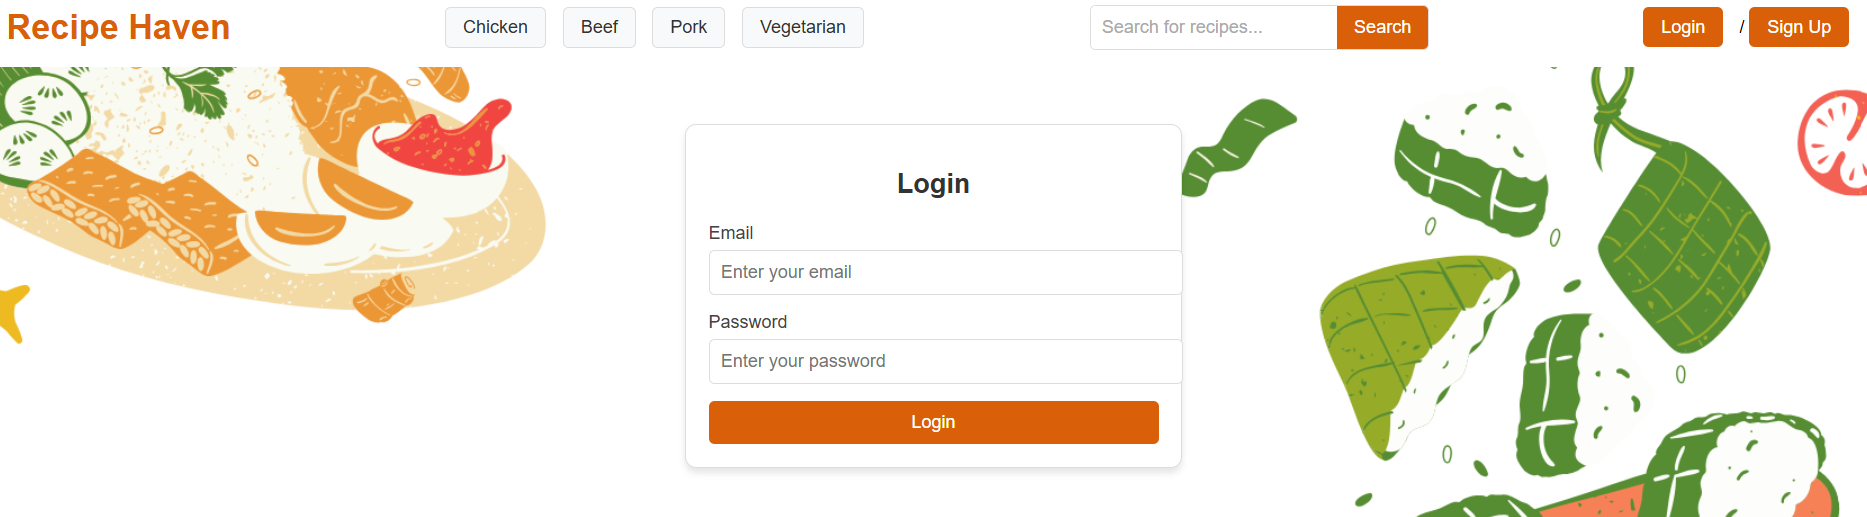 Recipe Haven
Chicken
Beef
Pork
Vegetarian
Search for recipes...
Search
Login
/
Sign Up
Login
Email
Enter your email
Password
Enter your password
Login